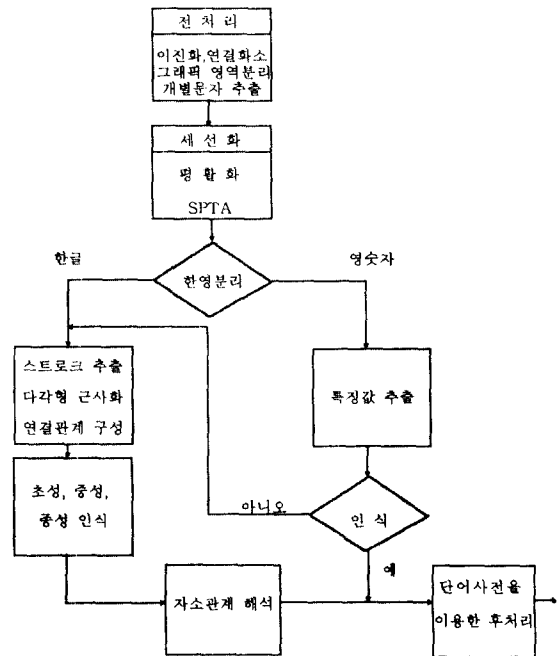 전 처 리
이진화,연결화소
그래픽 영역분리
개별문자 추출
세 선 화
평 활 화
SPTA
한글
영숫자
한영분리
스트로크 추출
다각형 근사화
연결관계 구성
특징값 추출
초성, 중성,
종성 인식
아니오
인 식
예
자소관계 해석
단어사전을
이용한 후처리